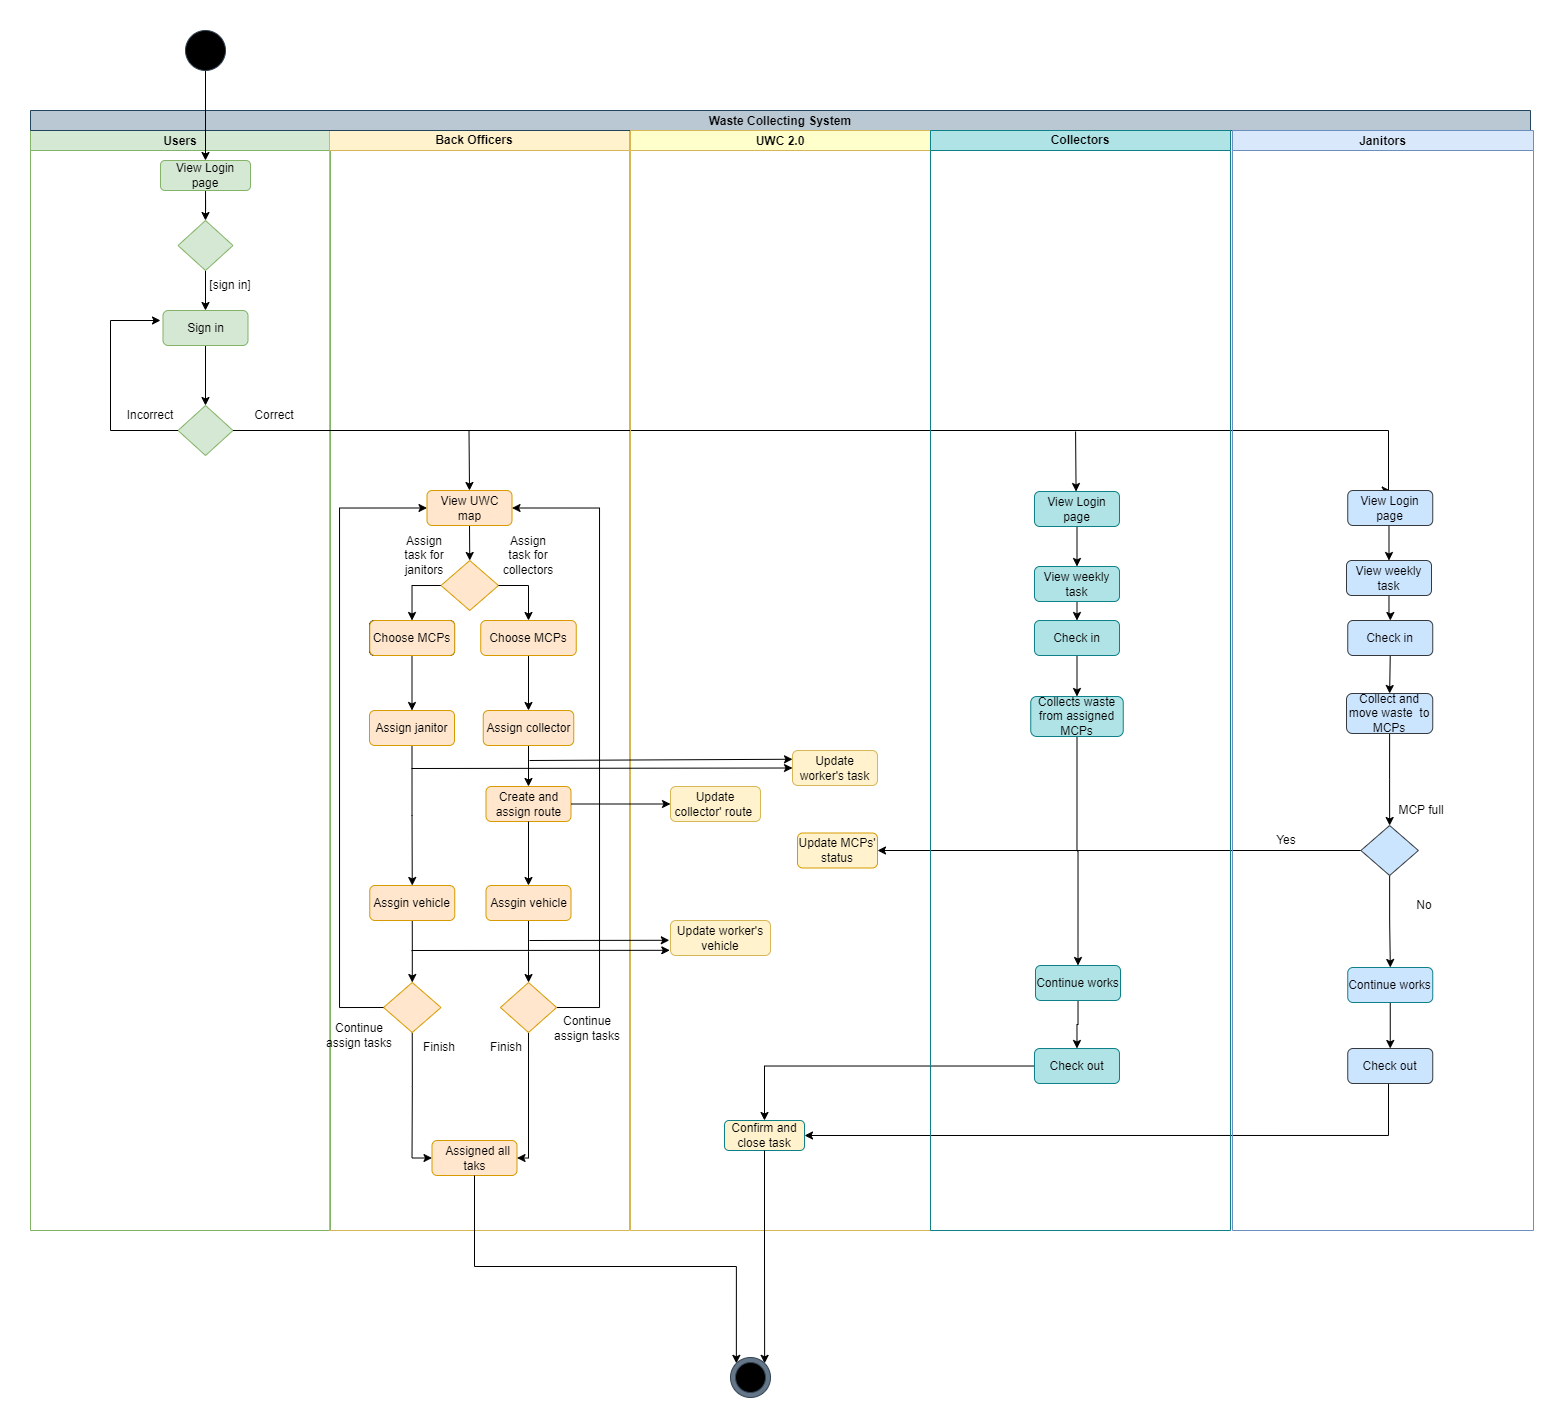 Waste Collecting System
Users
Back Officers
UWC 2.0
Collectors
Janitors
View Login
page
[sign in]
Sign in
Incorrect
Correct
View UWC
map
Assign
task for
janitors
Assign
task for
collectors
Choose MCPs
Choose MCPs
Assign janitor
Assign collector
Create and
assign route
Assgin vehicle
Assgin vehicle
Continue
assign tasks
Finish
Finish
Continue
assign tasks
Assigned all
taks
Update
worker's task
Update
collector' route
Update MCPs'
status
Update worker's
vehicle
Confirm and
close task
View Login
page
View weekly
task
Check in
Collects waste
from assigned
MCPs
Continue works
Check out
View Login
page
View weekly
task
Check in
Collect and
move waste to
MCPs
MCP full
Yes
No
Continue works
Check out